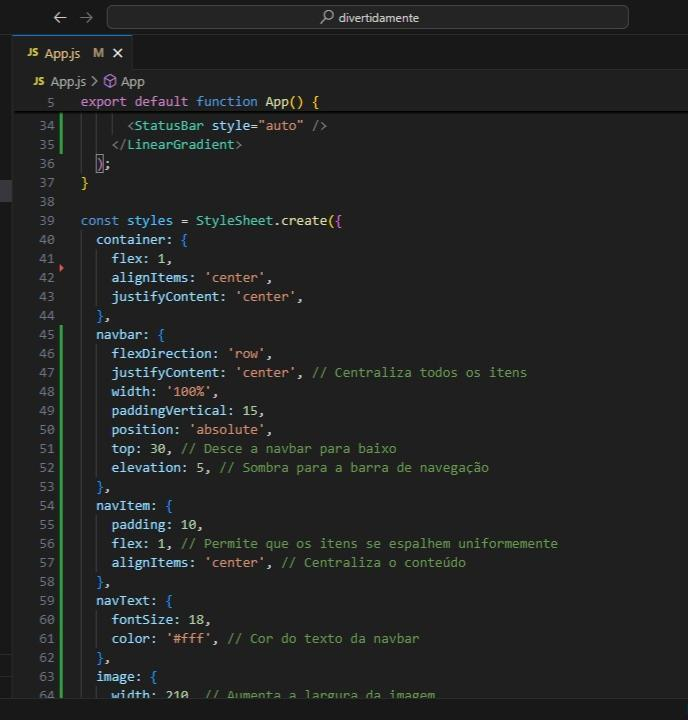 divertidamente
JS App.js M
JS App.js > App
5 export default function App() {
34 <StatusBar style="auto" />
35 </LinearGradient>
36 );
37 }
38
39 const styles = StyleSheet.create({
40 container: {
41 flex: 1,
42 alignItems: 'center',
43 justifyContent: 'center',
44 },
45 navbar: {
46 flexDirection: 'row',
47 justifyContent: 'center', // Centraliza todos os itens
48 width: '100%',
49 paddingVertical: 15,
50 position: 'absolute',
51 top: 30, // Desce a navbar para baixo
52 elevation: 5, // Sombra para a barra de navegação
53 },
54 navItem: {
55 padding: 10,
56 flex: 1, // Permite que os itens se espalhem uniformemente
57 alignItems: 'center', // Centraliza o conteúdo
58 },
59 navText: {
60 fontSize: 18,
61 color: '#fff', // Cor do texto da navbar
62 },
63 image: {
64 width: 210, // Aumenta a largura da imagem